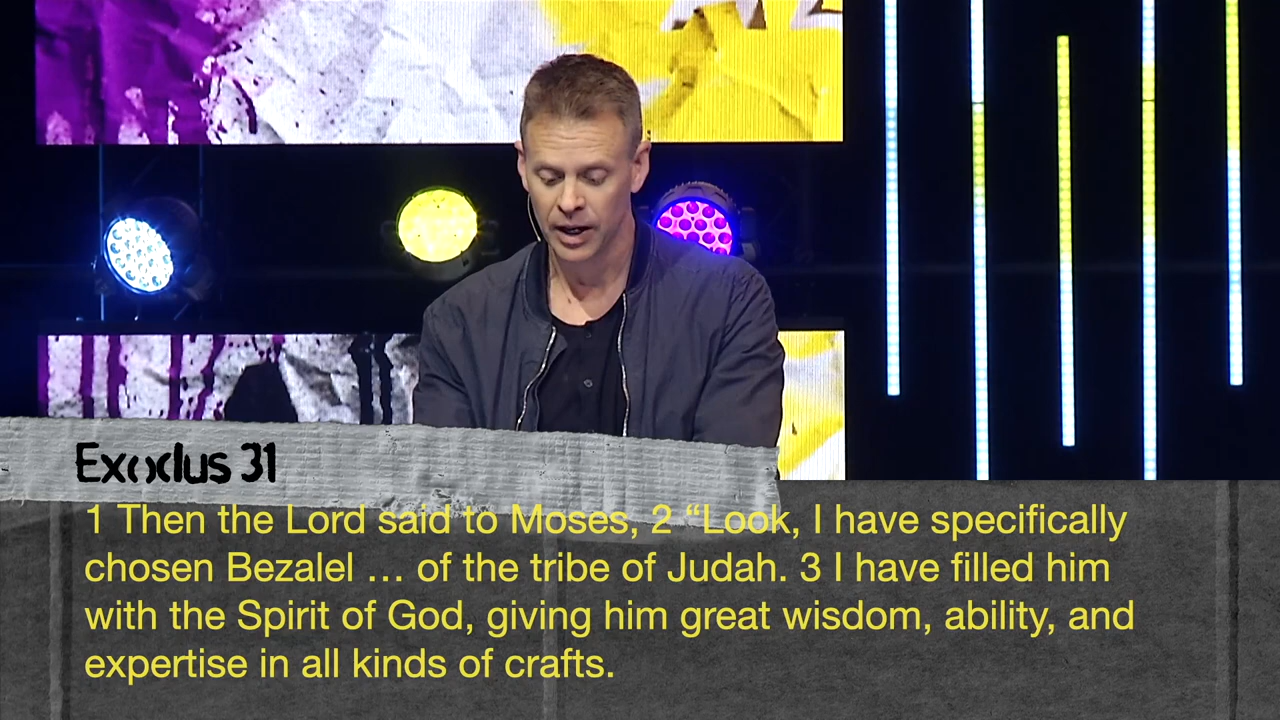 Exodus 31
1 Then the Lord said to Moses, 2 “Look, I have specifically
chosen Bezalel … of the tribe of Judah. 3 I have filled him
with the Spirit of God, giving him great wisdom, ability, and
expertise in all kinds of crafts.